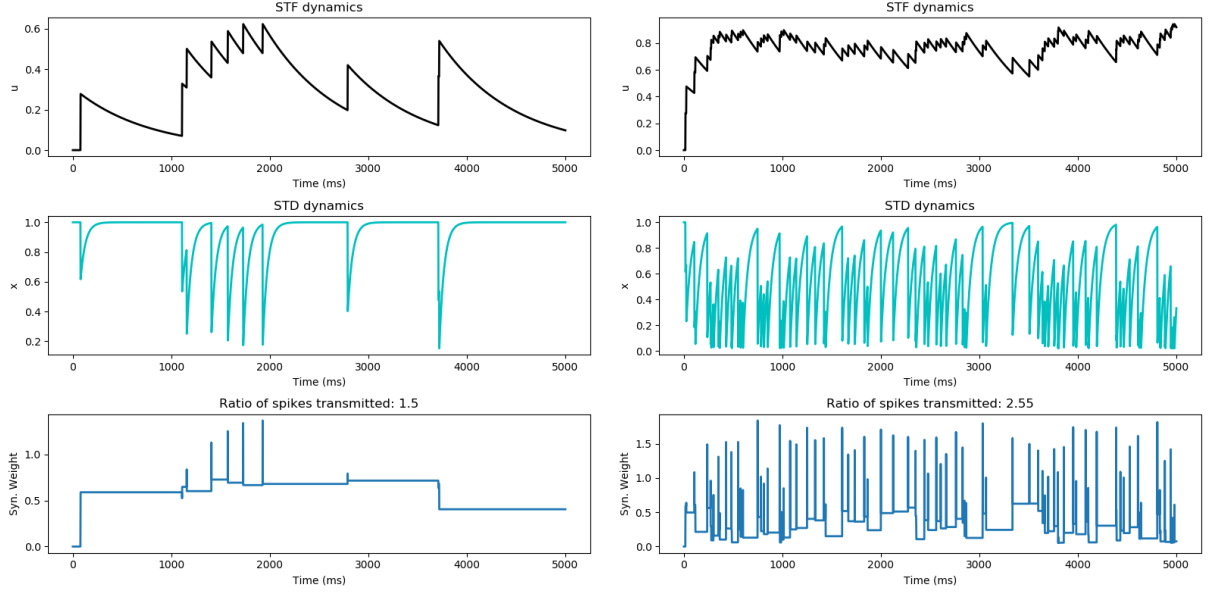 STF dynamics
0.6
0.4
0.2
0.0
u
0 1000 2000 3000 4000 5000
Time (ms)
STD dynamics
1.0
0.8
0.6
0.4
0.2
x
0 1000 2000 3000 4000 5000
Time (ms)
Ratio of spikes transmitted: 1.5
1.0
0.5
0.0
Syn. Weight
0 1000 2000 3000 4000 5000
Time (ms)
STF dynamics
0.8
0.6
0.4
0.2
0.0
u
0 1000 2000 3000 4000 5000
Time (ms)
STD dynamics
1.0
0.8
0.6
0.4
0.2
0.0
x
0 1000 2000 3000 4000 5000
Time (ms)
Ratio of spikes transmitted: 2.55
1.5
1.0
0.5
0.0
Syn. Weight
0 1000 2000 3000 4000 5000
Time (ms)